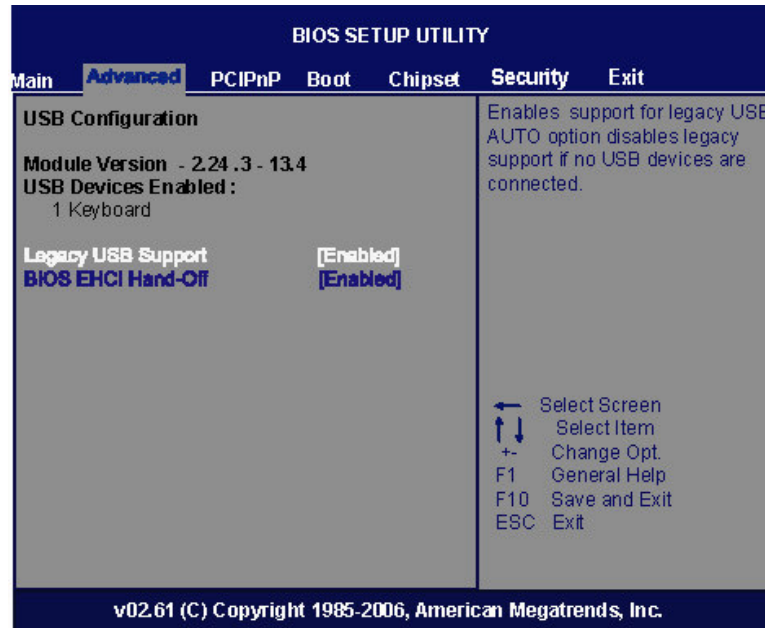 BIOS SETUP UTILITY
Main Advanced PCIPnP Boot Chipset Security Exit
USB Configuration
Module Version - 2.24 .3 - 13.4
USB Devices Enabled :
1 Keyboard
Legacy USB Support [Enabled]
BIOS EHCI Hand-Off [Enabled]
Enables support for legacy USB
AUTO option disables legacy
support if no USB devices are
connected.
← Select Screen
↑↓ Select Item
+- Change Opt.
F1 General Help
F10 Save and Exit
ESC Exit
v02.61 (C) Copyright 1985-2006, American Megatrends, Inc.